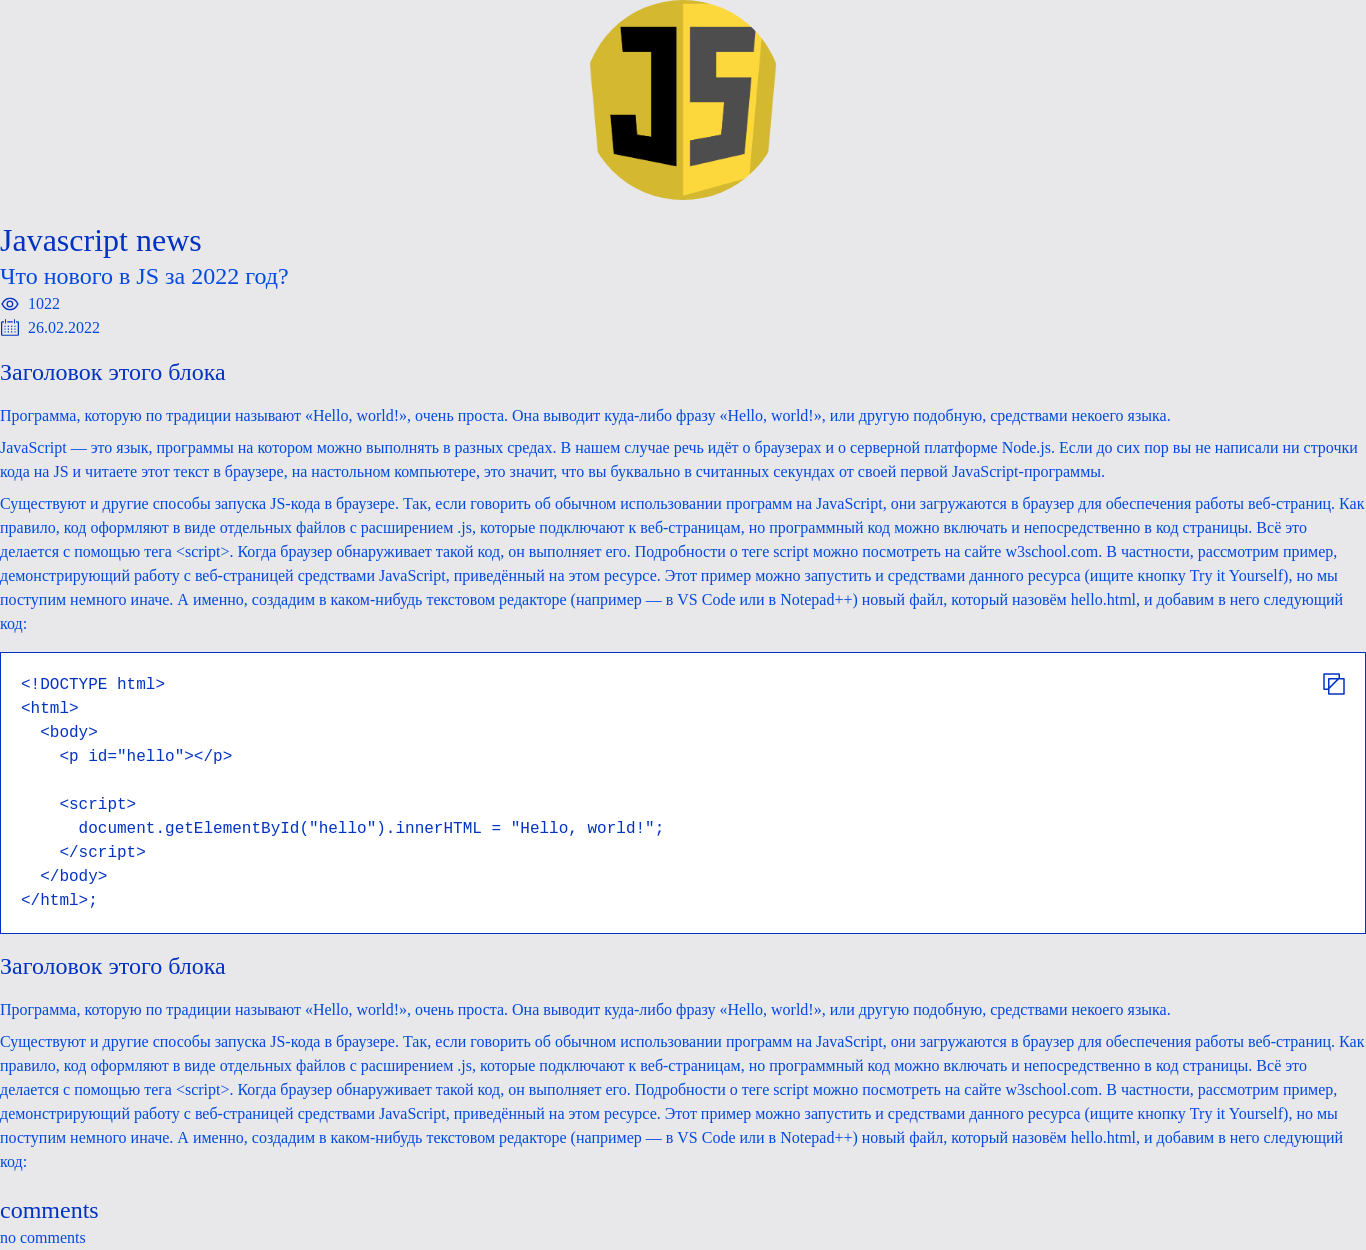 JS
Javascript news
Что нового в JS за 2022 год?
1022
26.02.2022
Заголовок этого блока
Программа, которую по традиции называют «Hello, world!», очень проста. Она выводит куда-либо фразу «Hello, world!», или другую подобную, средствами некоего языка.
JavaScript — это язык, программы на котором можно выполнять в разных средах. В нашем случае речь идёт о браузерах и о серверной платформе Node.js. Если до сих пор вы не написали ни строчки
кода на JS и читаете этот текст в браузере, на настольном компьютере, это значит, что вы буквально в считанных секундах от своей первой JavaScript-программы.
Существуют и другие способы запуска JS-кода в браузере. Так, если говорить об обычном использовании программ на JavaScript, они загружаются в браузер для обеспечения работы веб-страниц. Как
правило, код оформляют в виде отдельных файлов с расширением .js, которые подключают к веб-страницам, но программный код можно включать и непосредственно в код страницы. Всё это
делается с помощью тега <script>. Когда браузер обнаруживает такой код, он выполняет его. Подробности о теге script можно посмотреть на сайте w3school.com. В частности, рассмотрим пример,
демонстрирующий работу с веб-страницей средствами JavaScript, приведённый на этом ресурсе. Этот пример можно запустить и средствами данного ресурса (ищите кнопку Try it Yourself), но мы
поступим немного иначе. А именно, создадим в каком-нибудь текстовом редакторе (например — в VS Code или в Notepad++) новый файл, который назовём hello.html, и добавим в него следующий
код:
<!DOCTYPE html>
<html>
  <body>
    <p id="hello"></p>
    <script>
      document.getElementById("hello").innerHTML = "Hello, world!";
    </script>
  </body>
</html>;
Заголовок этого блока
Программа, которую по традиции называют «Hello, world!», очень проста. Она выводит куда-либо фразу «Hello, world!», или другую подобную, средствами некоего языка.
Существуют и другие способы запуска JS-кода в браузере. Так, если говорить об обычном использовании программ на JavaScript, они загружаются в браузер для обеспечения работы веб-страниц. Как
правило, код оформляют в виде отдельных файлов с расширением .js, которые подключают к веб-страницам, но программный код можно включать и непосредственно в код страницы. Всё это
делается с помощью тега <script>. Когда браузер обнаруживает такой код, он выполняет его. Подробности о теге script можно посмотреть на сайте w3school.com. В частности, рассмотрим пример,
демонстрирующий работу с веб-страницей средствами JavaScript, приведённый на этом ресурсе. Этот пример можно запустить и средствами данного ресурса (ищите кнопку Try it Yourself), но мы
поступим немного иначе. А именно, создадим в каком-нибудь текстовом редакторе (например — в VS Code или в Notepad++) новый файл, который назовём hello.html, и добавим в него следующий
код:
comments
no comments